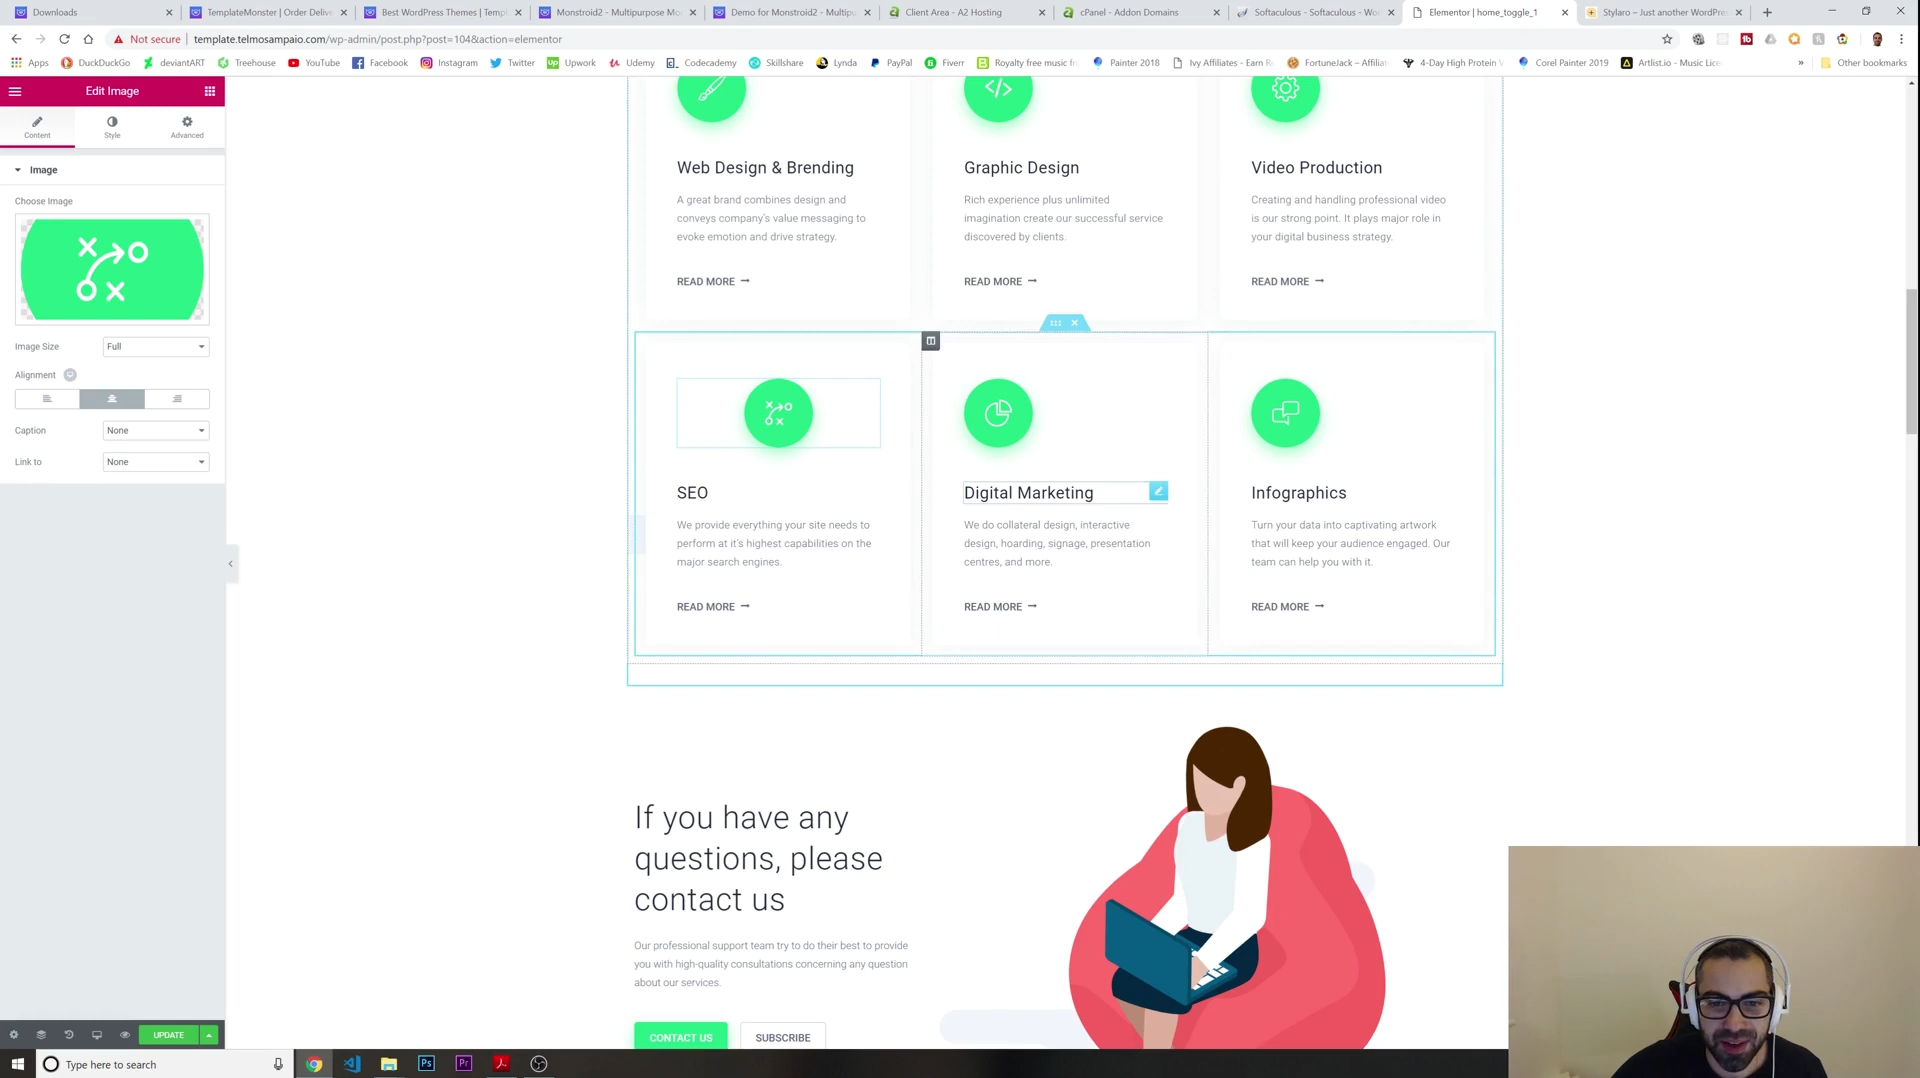 Downloads
TemplateMonster | Order Delive
Best WordPress Themes | Temp
Monstroid2 - Multipurpose Mo
Demo for Monstroid2 - Multipu
Client Area - A2 Hosting
cPanel - Addon Domains
Softaculous - Softaculous - Wo
Elementor | home_toggle_1
Stylaro – Just another WordPres
Not secure | template.telmosampaio.com/wp-admin/post.php?post=104&action=elementor
Apps
DuckDuckGo
deviantART
Treehouse
YouTube
Facebook
Instagram
Twitter
Upwork
Udemy
Codecademy
Skillshare
Lynda
PayPal
Fiverr
Royalty free music fr
Painter 2018
Ivy Affiliates - Earn R
FortuneJack – Affiliat
4-Day High Protein V
Corel Painter 2019
Artlist.io - Music Lice
Other bookmarks
Edit Image
Content
Style
Advanced
Image
Choose Image
Image Size
Full
Alignment
Caption
None
Link to
None
UPDATE
Web Design & Brending
A great brand combines design and
conveys company's value messaging to
evoke emotion and drive strategy.
READ MORE
Graphic Design
Rich experience plus unlimited
imagination create our successful service
discovered by clients.
READ MORE
Video Production
Creating and handling professional video
is our strong point. It plays major role in
your digital business strategy.
READ MORE
SEO
We provide everything your site needs to
perform at it's highest capabilities on the
major search engines.
READ MORE
Digital Marketing
We do collateral design, interactive
design, hoarding, signage, presentation
centres, and more.
READ MORE
Infographics
Turn your data into captivating artwork
that will keep your audience engaged. Our
team can help you with it.
READ MORE
If you have any
questions, please
contact us
Our professional support team try to do their best to provide
you with high-quality consultations concerning any question
about our services.
CONTACT US
SUBSCRIBE
Type here to search
Ps
Pr